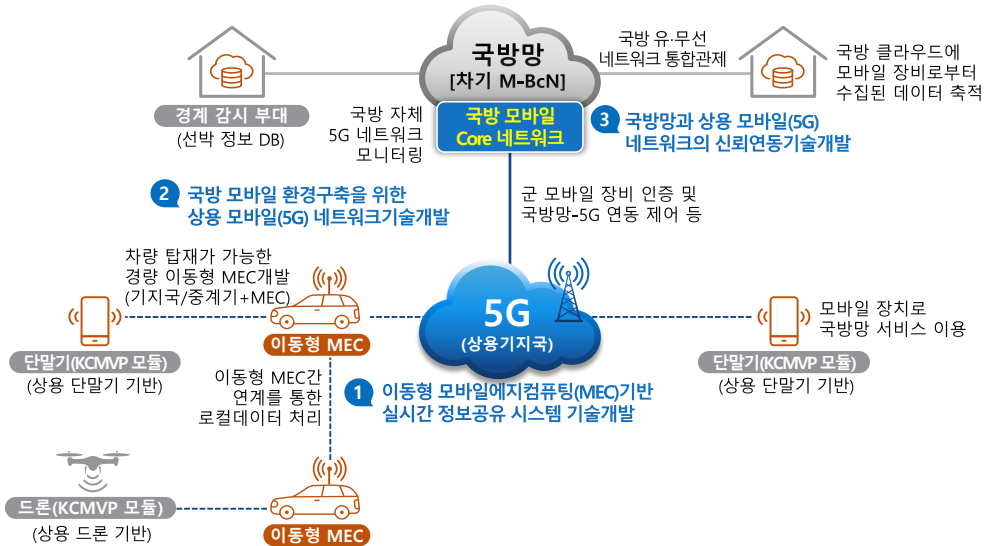 국방망
[차기 M-BcN]
국방 모바일
Core 네트워크
경계 감시 부대
(선박 정보 DB)
국방 자체
5G 네트워크
모니터링
국방 유·무선
네트워크 통합관제
국방 클라우드에
모바일 장비로부터
수집된 데이터 축적
3 국방망과 상용 모바일(5G)
네트워크의 신뢰연동기술개발
2 국방 모바일 환경구축을 위한
상용 모바일(5G) 네트워크기술개발
군 모바일 장비 인증 및
국방망-5G 연동 제어 등
차량 탑재가 가능한
경량 이동형 MEC개발
(기지국/중계기+MEC)
단말기(KCMVP 모듈)
(상용 단말기 기반)
이동형 MEC
5G
(상용기지국)
모바일 장치로
국방망 서비스 이용
단말기(KCMVP 모듈)
(상용 단말기 기반)
이동형 MEC간
연계를 통한
로컬데이터 처리
1 이동형 모바일에지컴퓨팅(MEC)기반
실시간 정보공유 시스템 기술개발
드론(KCMVP 모듈)
(상용 드론 기반)
이동형 MEC